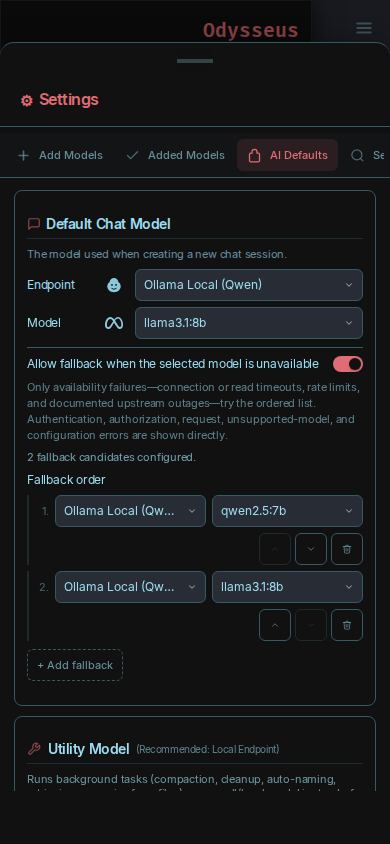 Odysseus
Settings
Add Models
Added Models
AI Defaults
Se
Default Chat Model
The model used when creating a new chat session.
Endpoint
Ollama Local (Qwen)
Model
llama3.1:8b
Allow fallback when the selected model is unavailable
Only availability failures—connection or read timeouts, rate limits,
and documented upstream outages—try the ordered list.
Authentication, authorization, request, unsupported-model, and
configuration errors are shown directly.
2 fallback candidates configured.
Fallback order
1. Ollama Local (Qw... qwen2.5:7b
2. Ollama Local (Qw... llama3.1:8b
+ Add fallback
Utility Model (Recommended: Local Endpoint)
Runs background tasks (compaction, cleanup, auto-naming,